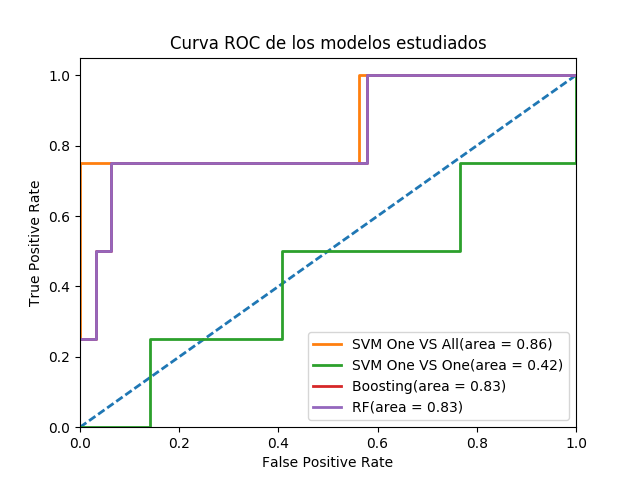 Curva ROC de los modelos estudiados
1.0
0.8
0.6
0.4
0.2
0.0
True Positive Rate
SVM One VS All(area = 0.86)
SVM One VS One(area = 0.42)
Boosting(area = 0.83)
RF(area = 0.83)
0.0 0.2 0.4 0.6 0.8 1.0
False Positive Rate